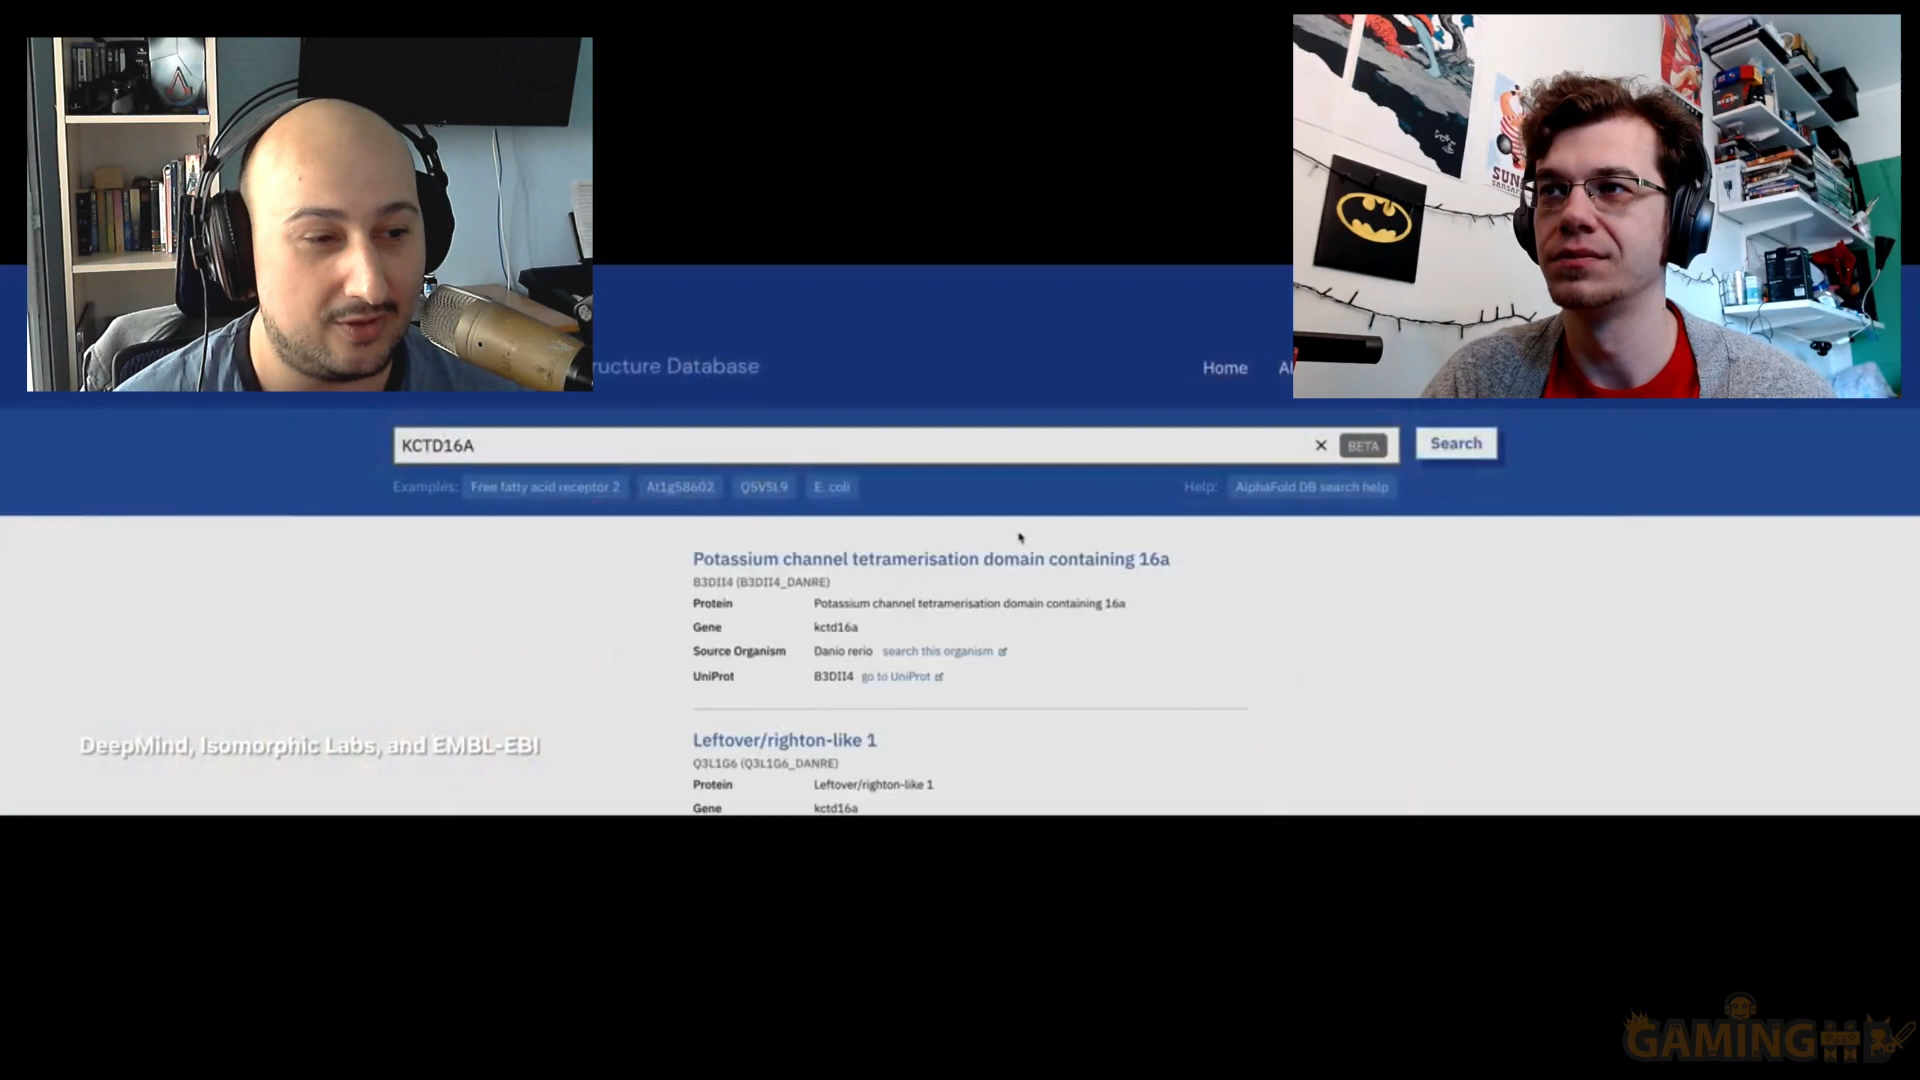 RYZEN
SUN
ructure Database
Home
Al
KCTD16A
BETA
Search
Examples: Free fatty acid receptor 2 At1g58602 Q5VSL9 E. coli
Help: AlphaFold DB search help
Potassium channel tetramerisation domain containing 16a
B3DII4 (B3DII4_DANRE)
Protein Potassium channel tetramerisation domain containing 16a
Gene kctd16a
Source Organism Danio rerio search this organism
UniProt B3DII4 go to UniProt
DeepMind, Isomorphic Labs, and EMBL-EBI
Leftover/righton-like 1
Q3L1G6 (Q3L1G6_DANRE)
Protein Leftover/righton-like 1
Gene kctd16a
GAMING HD